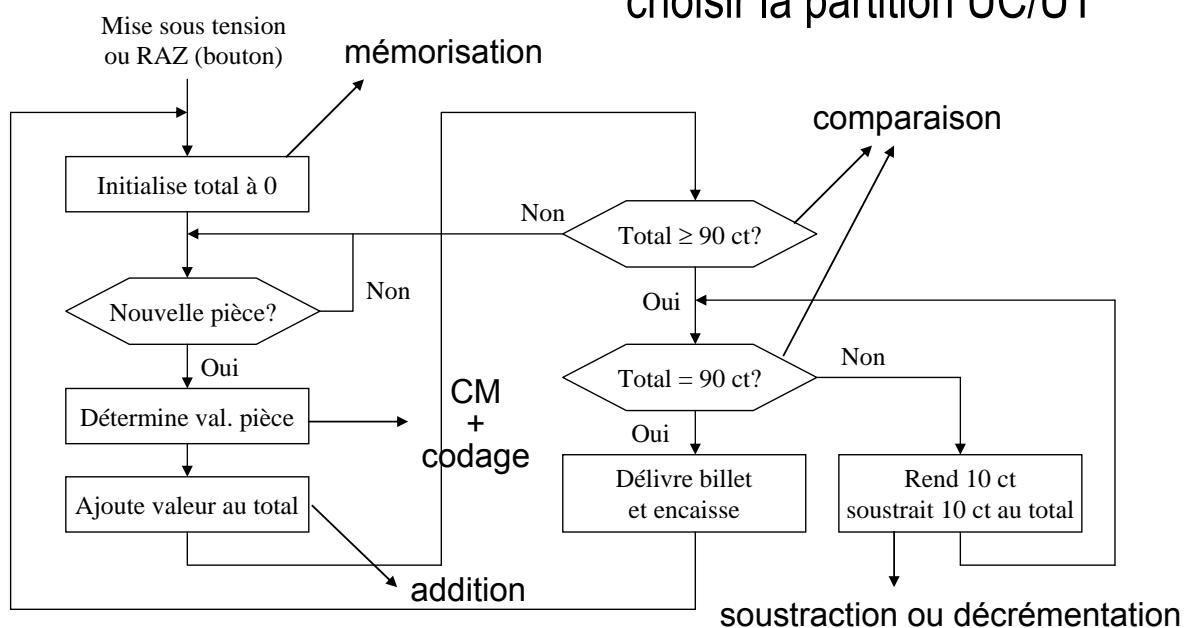 choisir la partition UC/UT
Mise sous tension
ou RAZ (bouton)
mémorisation
comparaison
Initialise total à 0
Non
Total ≥ 90 ct?
Nouvelle pièce?
Non
Oui
Oui
Total = 90 ct?
Non
Détermine val. pièce
CM
+
codage
Oui
Ajoute valeur au total
Délivre billet
et encaisse
Rend 10 ct
soustrait 10 ct au total
addition
soustraction ou décrémentation